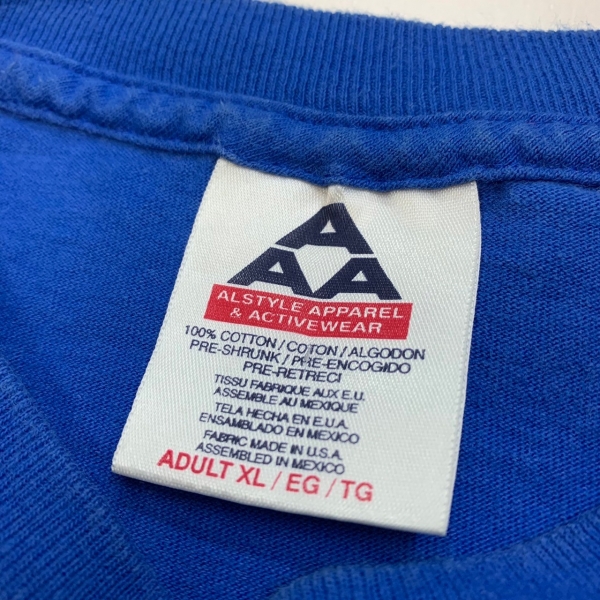 A
A A
ALSTYLE APPAREL
& ACTIVEWEAR
100% COTTON / COTON / ALGODON
PRE-SHRUNK / PRE-ENCOGIDO
PRE-RETRECI
TISSU FABRIQUE AUX E.U.
ASSEMBLE AU MEXIQUE
TELA HECHA EN E.U.A.
ENSAMBLADO EN MEXICO
FABRIC MADE IN U.S.A.
ASSEMBLED IN MEXICO
ADULT XL / EG / TG